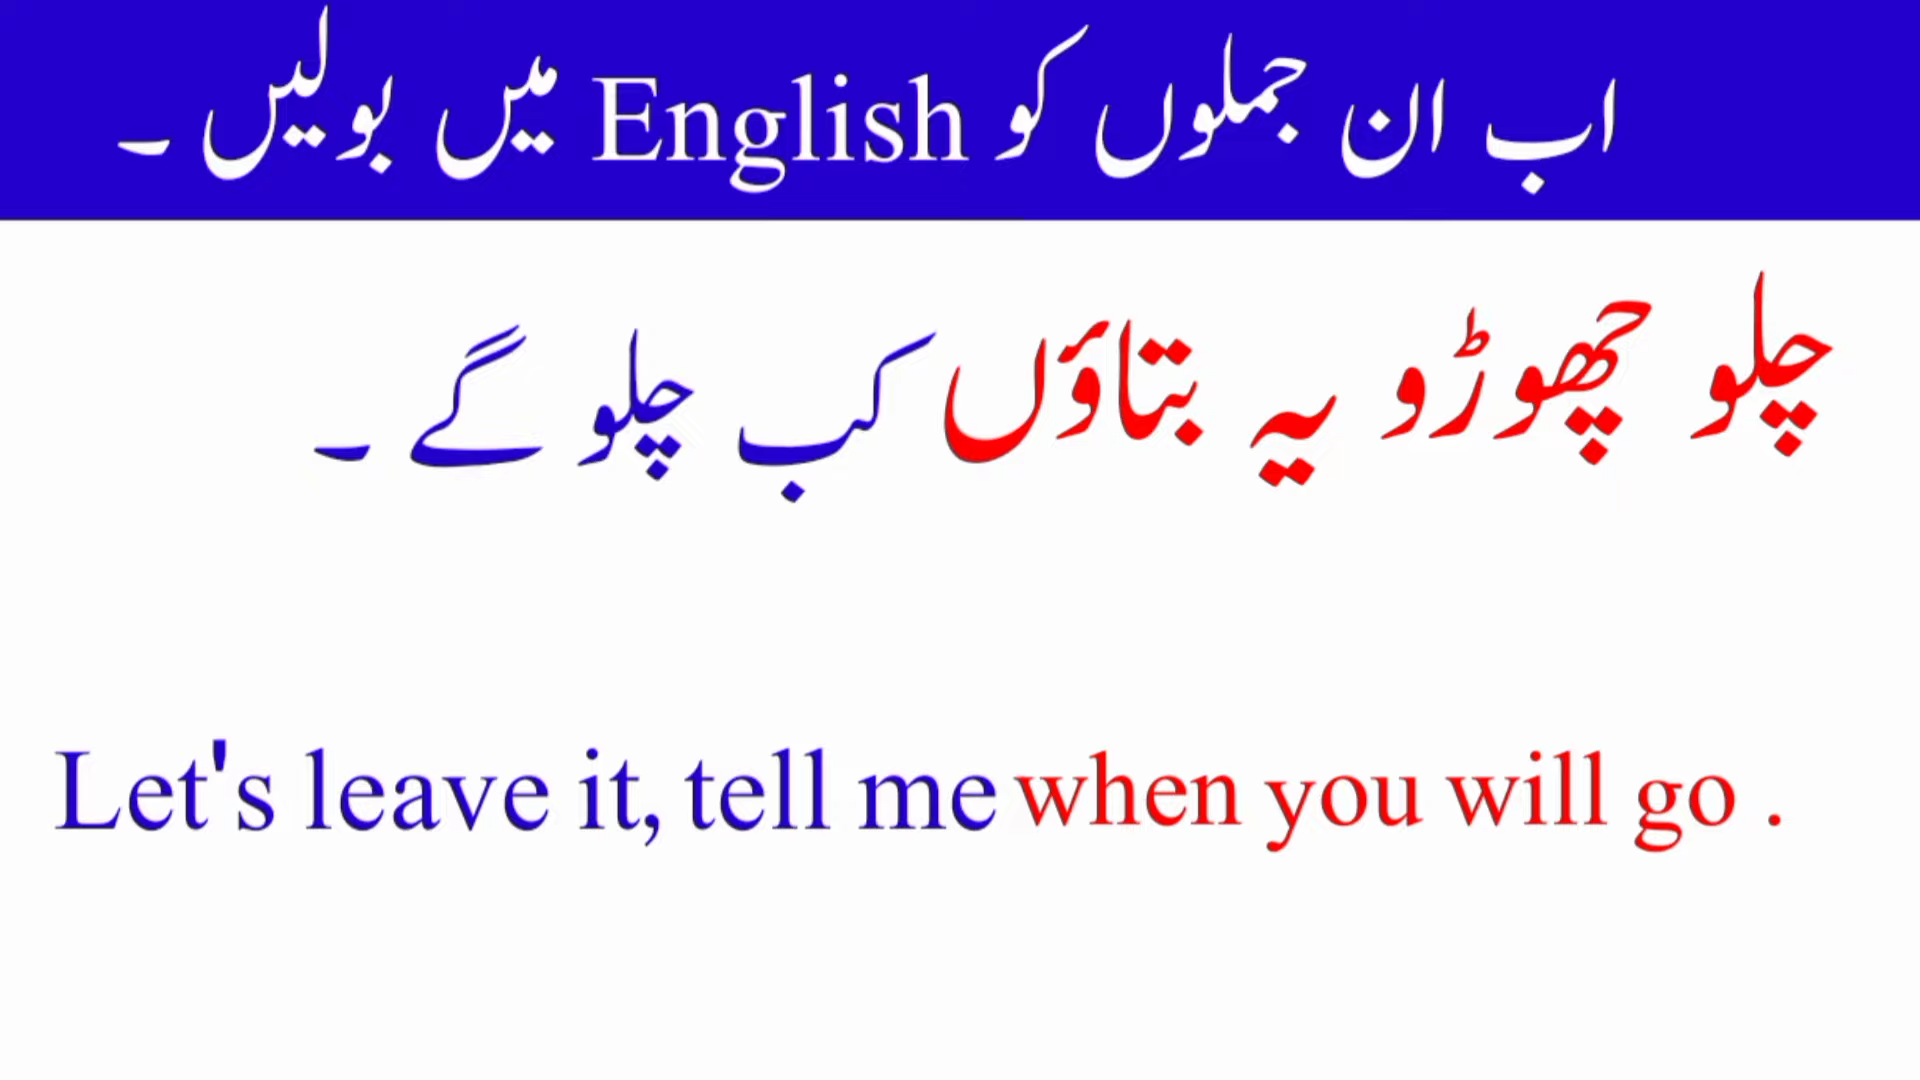 اب ان جملوں کو English میں بولیں ۔
چلو چھوڑو یہ بتاؤں کب چلو گے ۔
Let's leave it, tell me when you will go .